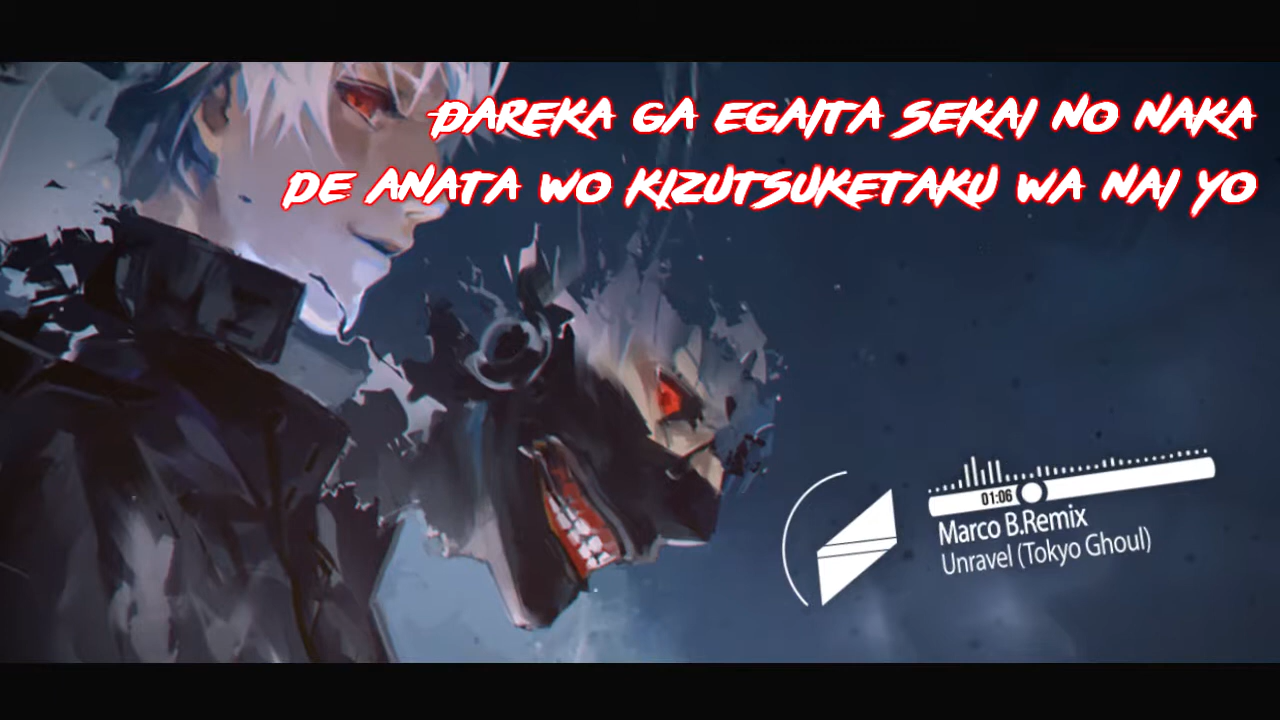 DAREKA GA EGAITA SEKAI NO NAKA
DE ANATA WO KIZUTSUKETAKU WA NAI YO
01:06
Marco B.Remix
Unravel (Tokyo Ghoul)